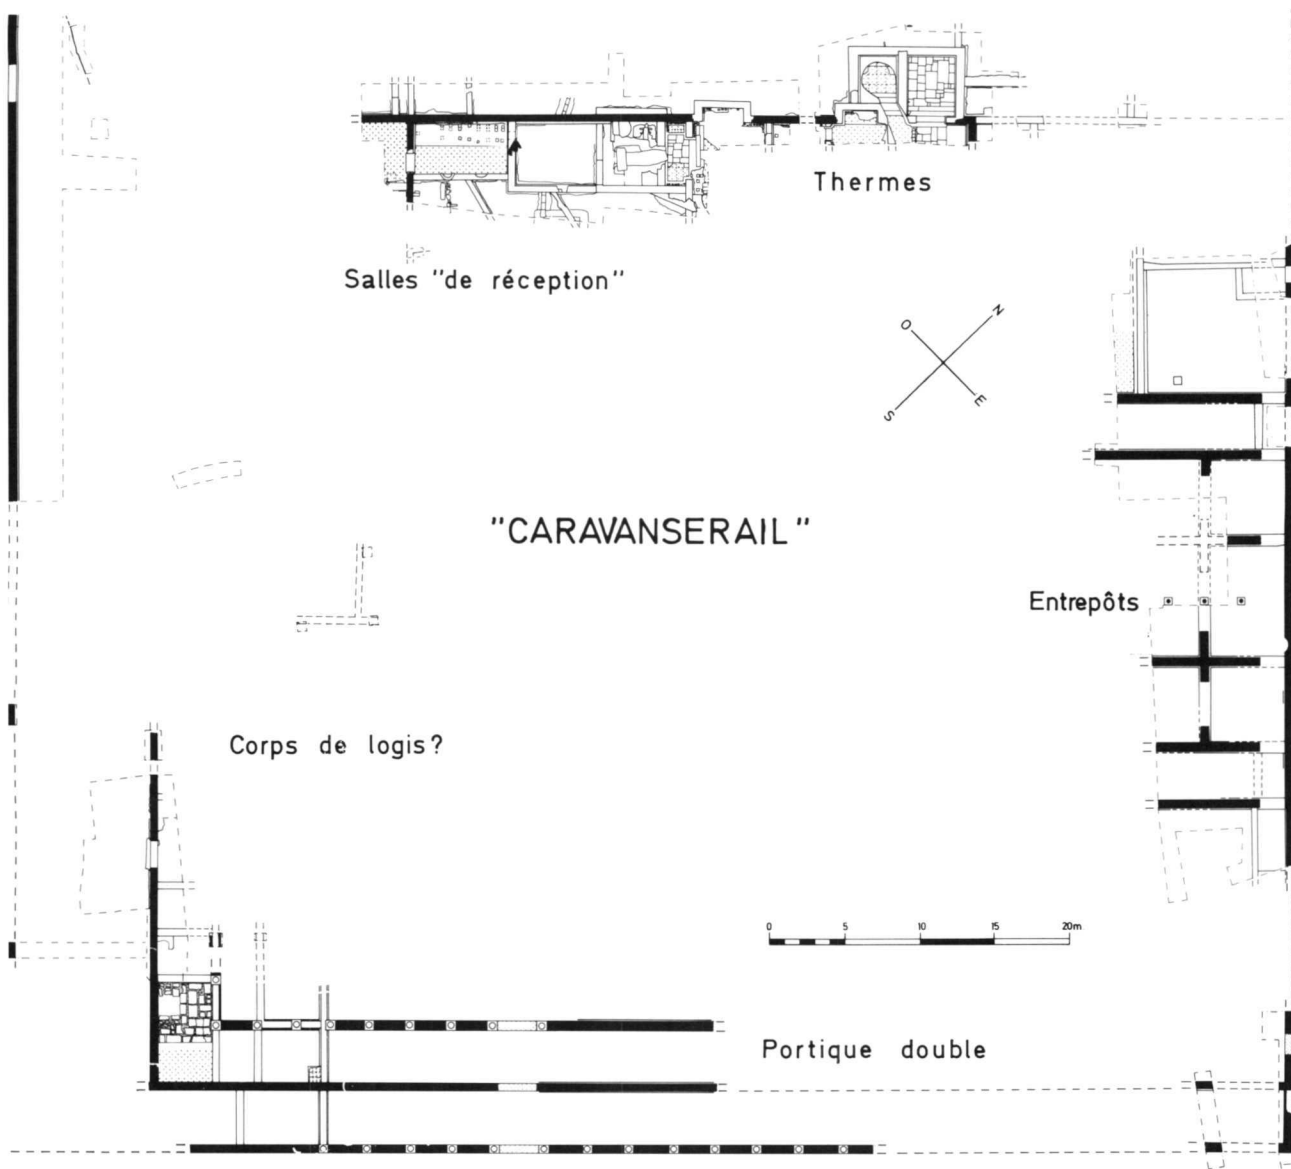 Thermes
Salles "de réception"
O
N
S
E
"CARAVANSERAIL"
Entrepôts
Corps de logis?
0 5 10 15 20m
Portique double